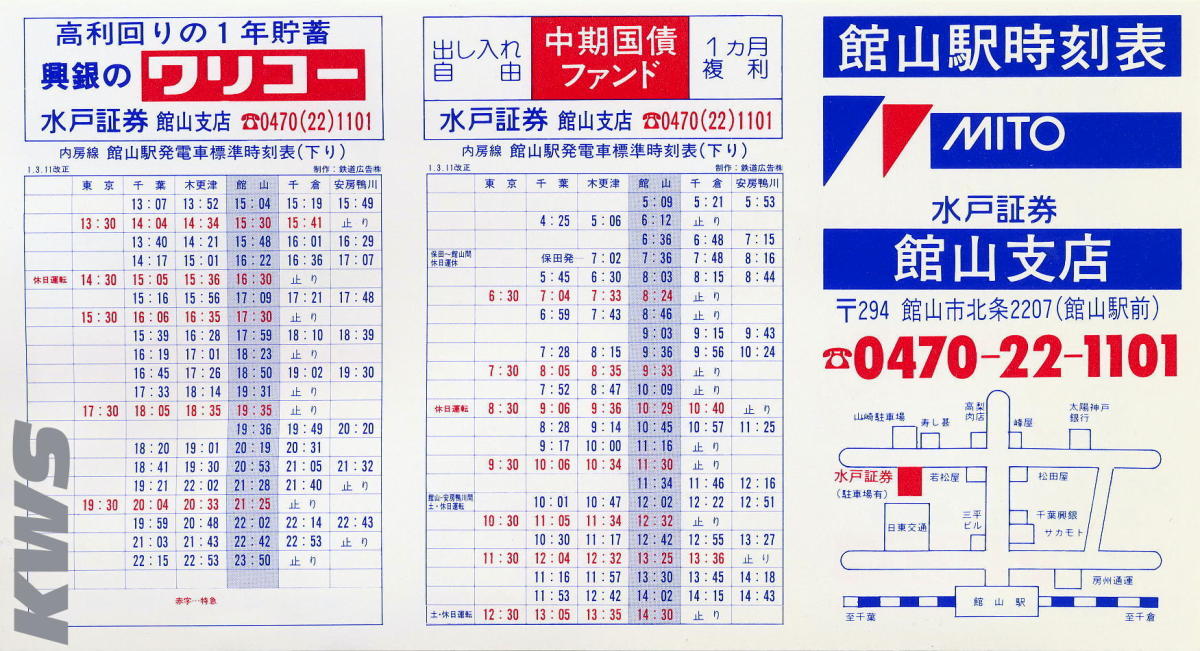 高利回りの1年貯蓄
興銀の ワリコー
水戸証券 館山支店 ☎0470(22)1101
内房線 館山駅発電車標準時刻表(下り)
1.3.11改正 制作:鉄道広告㈱
東京 千葉 木更津 館山 千倉 安房鴨川
13:07 13:52 15:04 15:19 15:49
13:30 14:04 14:34 15:30 15:41 止り
13:40 14:21 15:48 16:01 16:29
14:17 15:01 16:22 16:36 17:07
休日運転 14:30 15:05 15:36 16:30 止り
15:16 15:56 17:09 17:21 17:48
15:30 16:06 16:35 17:30 止り
15:39 16:28 17:59 18:10 18:39
16:19 17:01 18:23 止り
16:45 17:26 18:50 19:02 19:30
17:33 18:14 19:31 止り
17:30 18:05 18:35 19:35 止り
19:36 19:49 20:20
18:20 19:01 20:19 20:31
18:41 19:30 20:53 21:05 21:32
19:21 22:02 21:28 21:40 止り
19:30 20:04 20:33 21:25 止り
19:59 20:48 22:02 22:14 22:43
21:03 21:43 22:42 22:53 止り
22:15 22:53 23:50 止り
赤字…特急
KWS
出し入れ自由 中期国債ファンド 1ヵ月複利
水戸証券 館山支店 ☎0470(22)1101
内房線 館山駅発電車標準時刻表(下り)
1.3.11改正 制作:鉄道広告㈱
東京 千葉 木更津 館山 千倉 安房鴨川
5:09 5:21 5:53
4:25 5:06 6:12 止り
6:36 6:48 7:15
保田~館山間休日運休 保田発― 7:02 7:36 7:48 8:16
5:45 6:30 8:03 8:15 8:44
6:30 7:04 7:33 8:24 止り
6:59 7:43 8:46 止り
9:03 9:15 9:43
7:28 8:15 9:36 9:56 10:24
7:30 8:05 8:35 9:33 止り
7:52 8:47 10:09 止り
休日運転 8:30 9:06 9:36 10:29 10:40 止り
8:28 9:14 10:45 10:57 11:25
9:17 10:00 11:16 止り
9:30 10:06 10:34 11:30 止り
11:34 11:46 12:16
館山-安房鴨川間土・休日運転 10:01 10:47 12:02 12:22 12:51
10:30 11:05 11:34 12:32 止り
10:30 11:17 12:42 12:55 13:27
11:30 12:04 12:32 13:25 13:36 止り
11:16 11:57 13:30 13:45 14:18
11:53 12:42 14:02 14:15 14:43
土・休日運転 12:30 13:05 13:35 14:30 止り
館山駅時刻表
MITO
水戸証券
館山支店
〒294 館山市北条2207(館山駅前)
☎0470-22-1101
山崎駐車場
寿し甚
高梨肉店
峰屋
太陽神戸銀行
水戸証券
(駐車場有)
若松屋
松田屋
日東交通
三平ビル
千葉興銀
サカモト
房州通運
館山駅
至千葉
至千倉